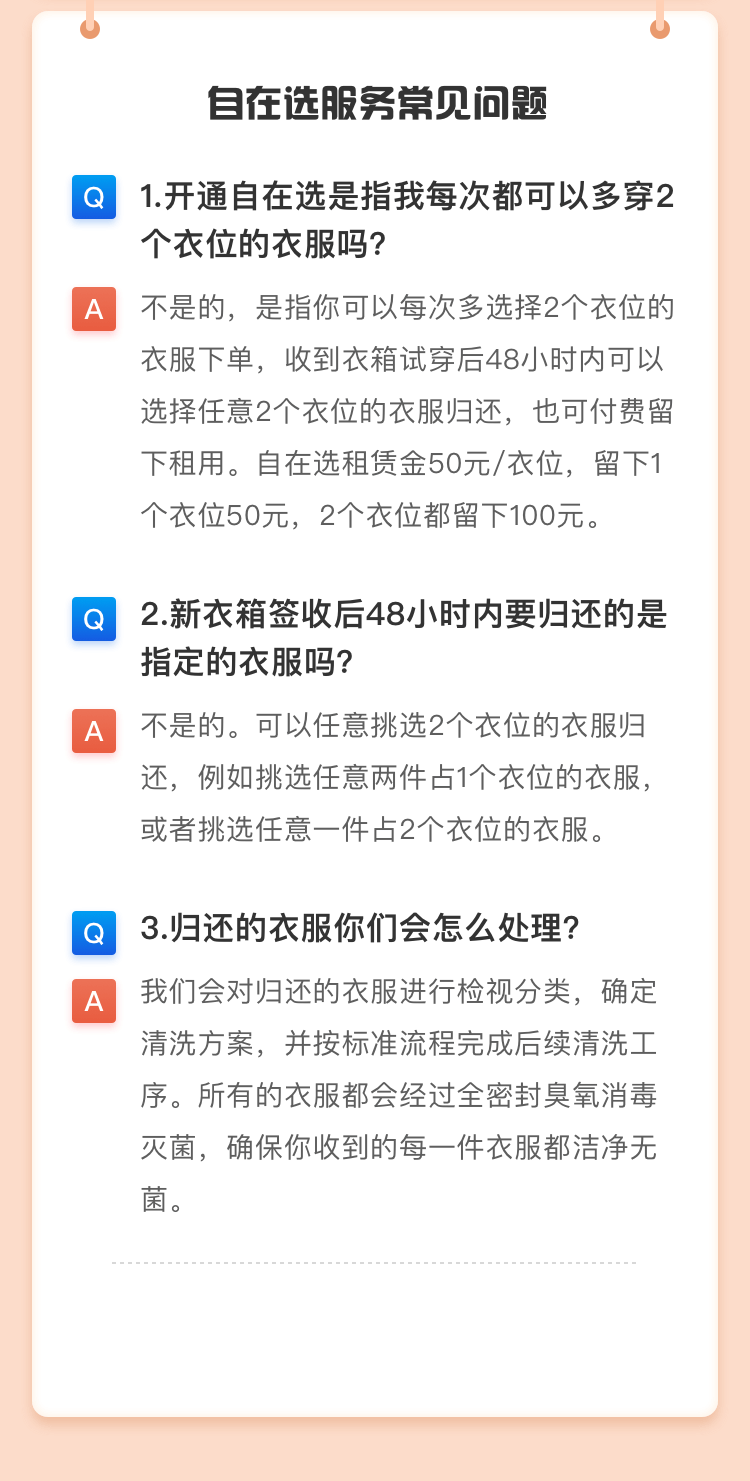 自在选服务常见问题
Q
1.开通自在选是指我每次都可以多穿2
个衣位的衣服吗?
A
不是的，是指你可以每次多选择2个衣位的
衣服下单，收到衣箱试穿后48小时内可以
选择任意2个衣位的衣服归还，也可付费留
下租用。自在选租赁金50元/衣位，留下1
个衣位50元，2个衣位都留下100元。
Q
2.新衣箱签收后48小时内要归还的是
指定的衣服吗?
A
不是的。可以任意挑选2个衣位的衣服归
还，例如挑选任意两件占1个衣位的衣服，
或者挑选任意一件占2个衣位的衣服。
Q
3.归还的衣服你们会怎么处理?
A
我们会对归还的衣服进行检视分类，确定
清洗方案，并按标准流程完成后续清洗工
序。所有的衣服都会经过全密封臭氧消毒
灭菌，确保你收到的每一件衣服都洁净无
菌。